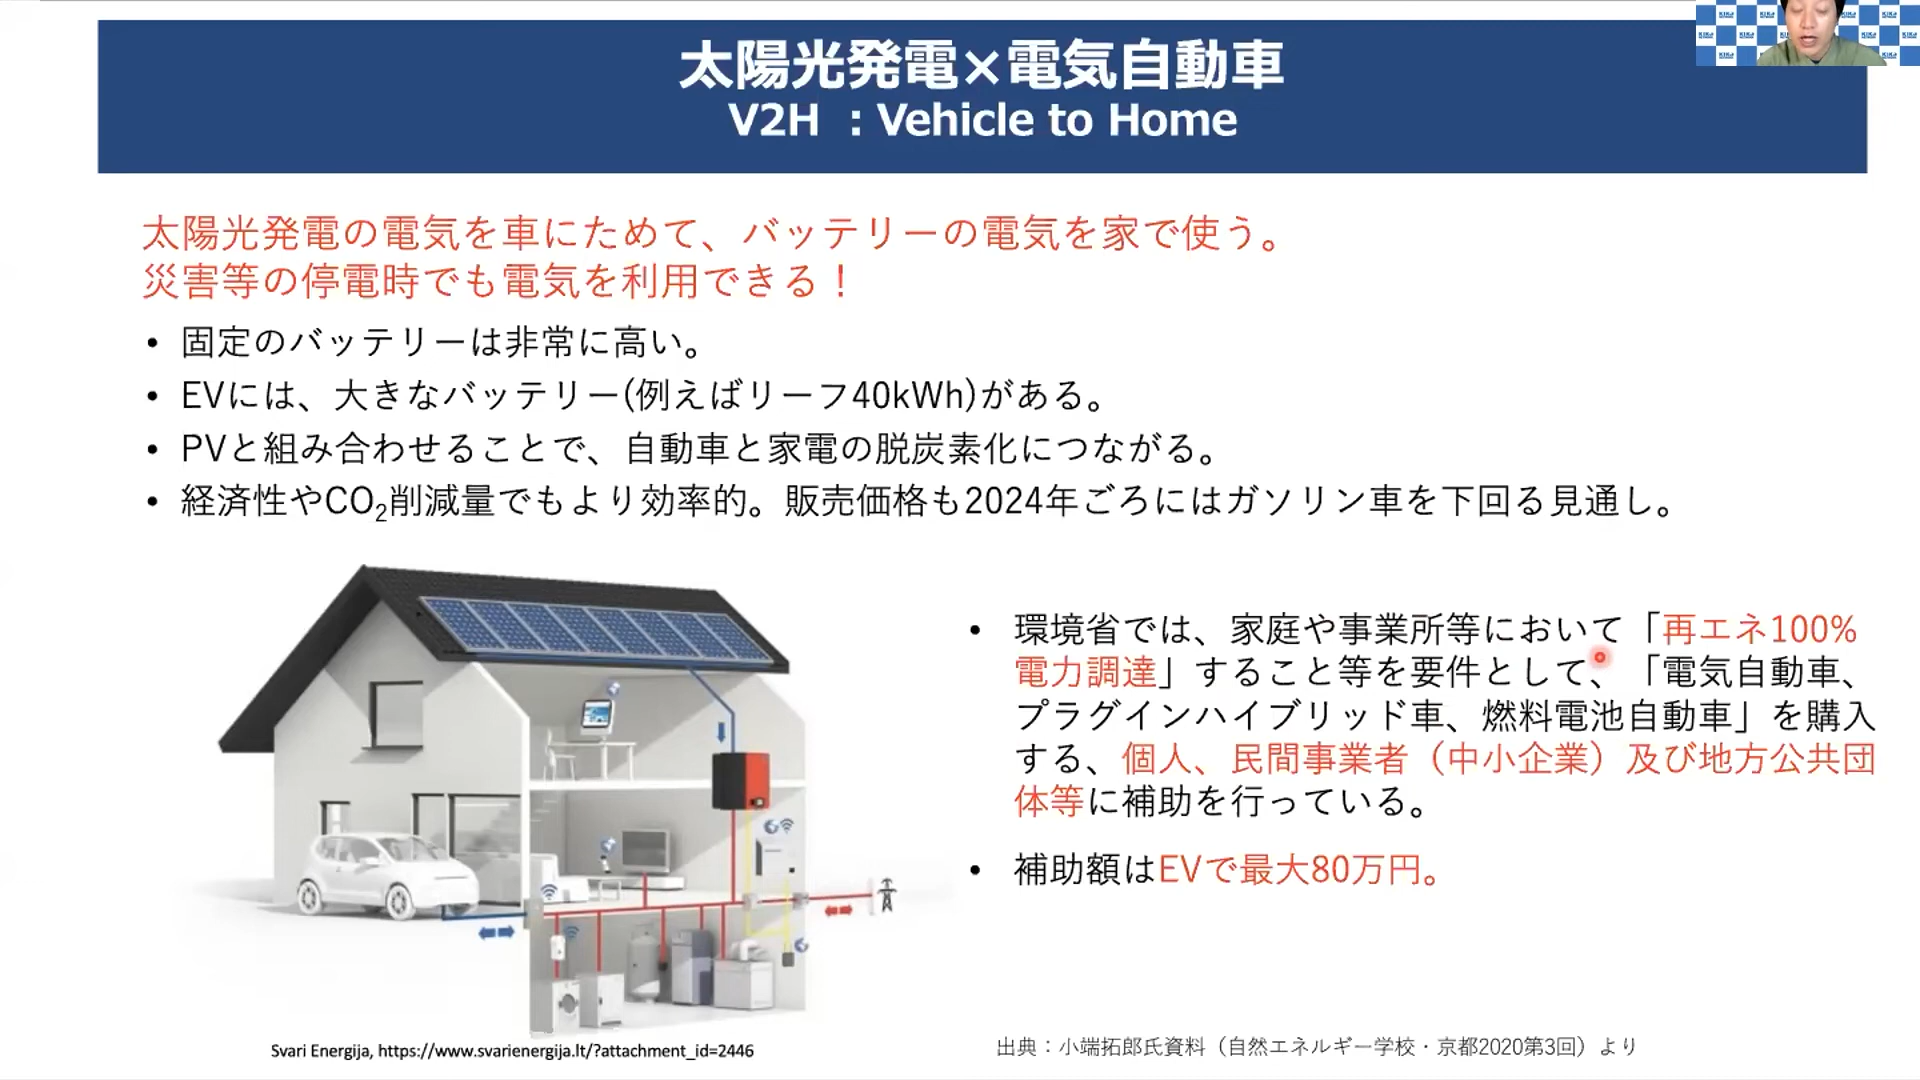 太陽光発電×電気自動車
V2H ：Vehicle to Home
太陽光発電の電気を車にためて、バッテリーの電気を家で使う。
災害等の停電時でも電気を利用できる！
• 固定のバッテリーは非常に高い。
• EVには、大きなバッテリー(例えばリーフ40kWh)がある。
• PVと組み合わせることで、自動車と家電の脱炭素化につながる。
• 経済性やCO₂削減量でもより効率的。販売価格も2024年ごろにはガソリン車を下回る見通し。
• 環境省では、家庭や事業所等において「再エネ100%
電力調達」すること等を要件として、「電気自動車、
プラグインハイブリッド車、燃料電池自動車」を購入
する、個人、民間事業者（中小企業）及び地方公共団
体等に補助を行っている。
• 補助額はEVで最大80万円。
Svari Energija, https://www.svarienergija.lt/?attachment_id=2446
出典：小端拓郎氏資料（自然エネルギー学校・京都2020第3回）より